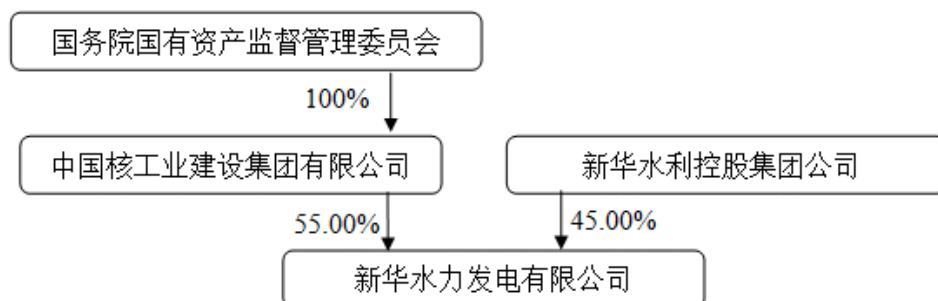 国务院国有资产监督管理委员会
100%
中国核工业建设集团有限公司
新华水利控股集团公司
55.00%
45.00%
新华水力发电有限公司